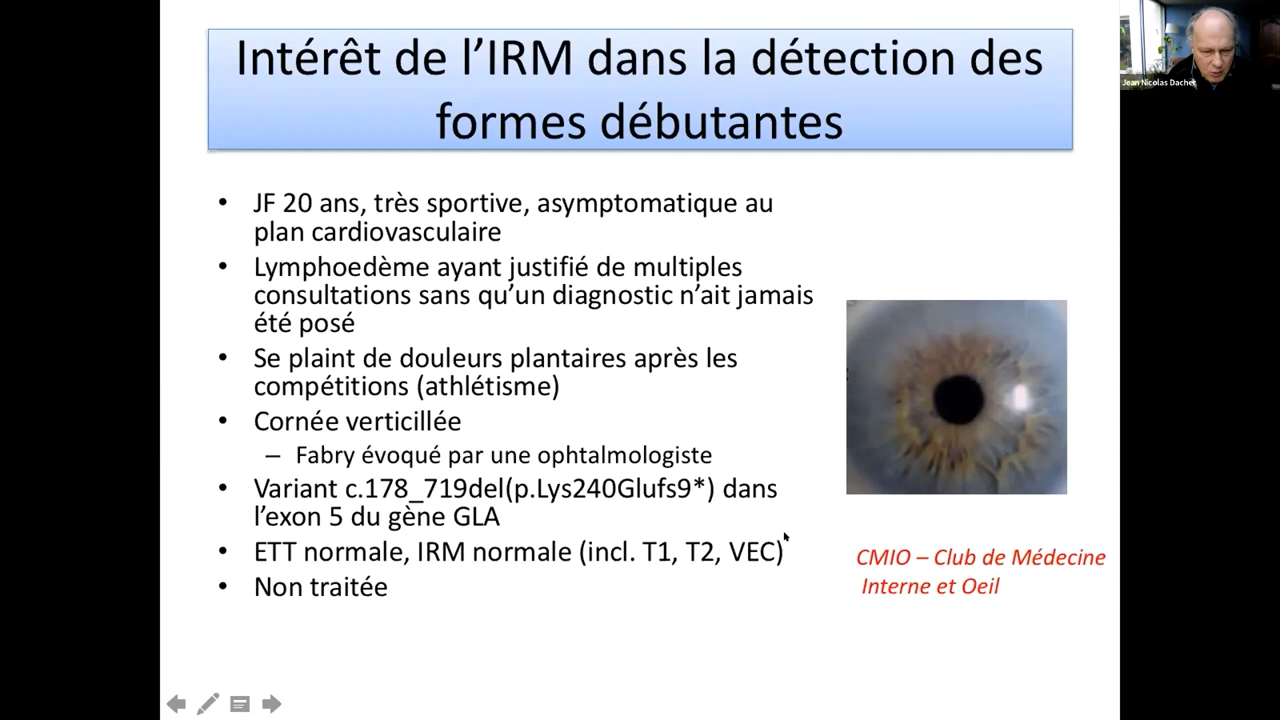 Intérêt de l’IRM dans la détection des
formes débutantes
• JF 20 ans, très sportive, asymptomatique au
plan cardiovasculaire
• Lymphoedème ayant justifié de multiples
consultations sans qu’un diagnostic n’ait jamais
été posé
• Se plaint de douleurs plantaires après les
compétitions (athlétisme)
• Cornée verticillée
– Fabry évoqué par une ophtalmologiste
• Variant c.178_719del(p.Lys240Glufs9*) dans
l’exon 5 du gène GLA
• ETT normale, IRM normale (incl. T1, T2, VEC)
• Non traitée
CMIO – Club de Médecine
Interne et Oeil
Jean Nicolas Dacher